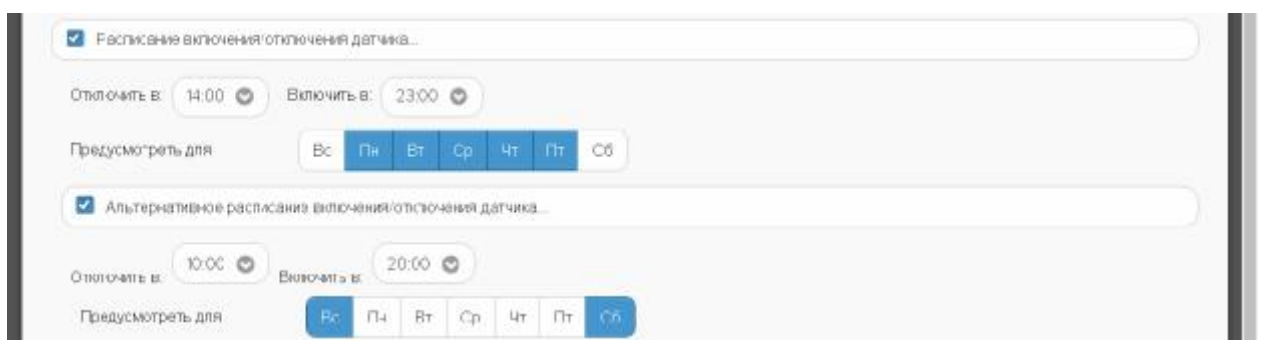 Расписание включения/отключения датчика...
Отключить в: 14:00 Включить в: 23:00
Предусмотреть для Вс Пн Вт Ср Чт Пт Сб
Альтернативное расписание включения/отключения датчика...
Отключить в: 10:00 Включить в: 20:00
Предусмотреть для Вс Пн Вт Ср Чт Пт Сб